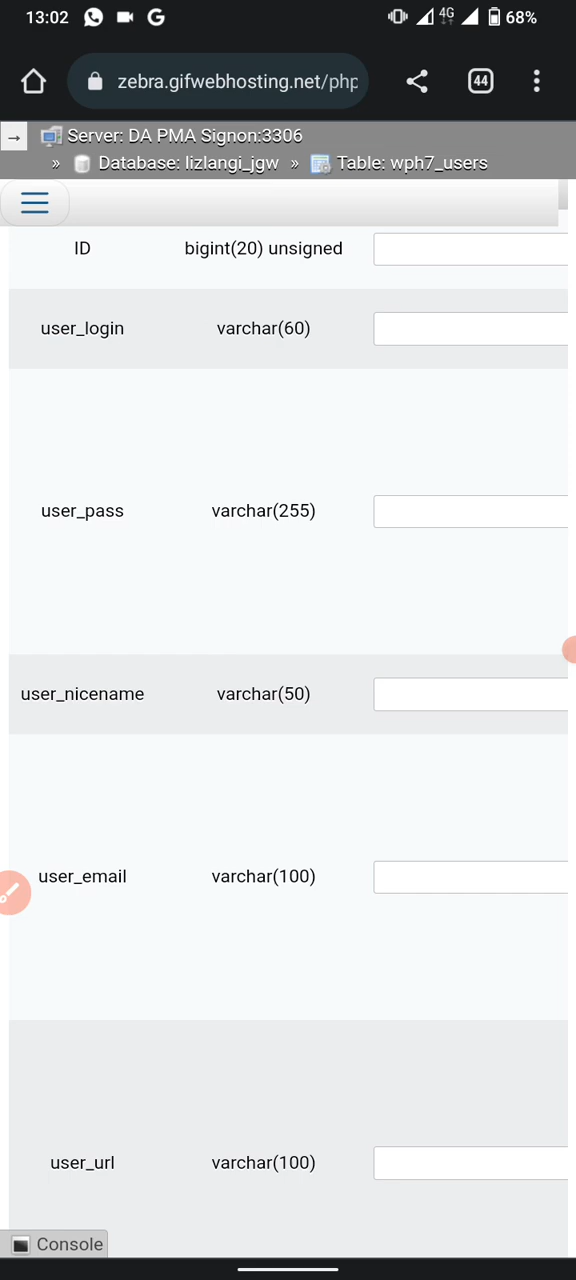 13:02
4G
68%
zebra.gifwebhosting.net/php
44
→
Server: DA PMA Signon:3306
» Database: lizlangi_jgw » Table: wph7_users
ID bigint(20) unsigned
user_login varchar(60)
user_pass varchar(255)
user_nicename varchar(50)
user_email varchar(100)
user_url varchar(100)
Console